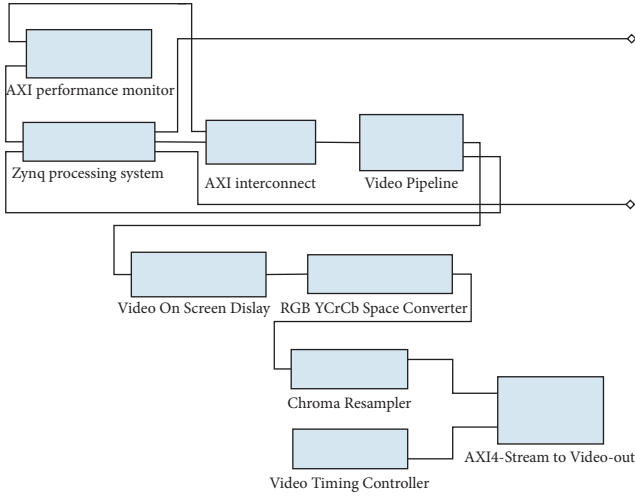 AXI performance monitor
Zynq processing system
AXI interconnect
Video Pipeline
Video On Screen Dislay
RGB YCrCb Space Converter
Chroma Resampler
AXI4-Stream to Video-out
Video Timing Controller